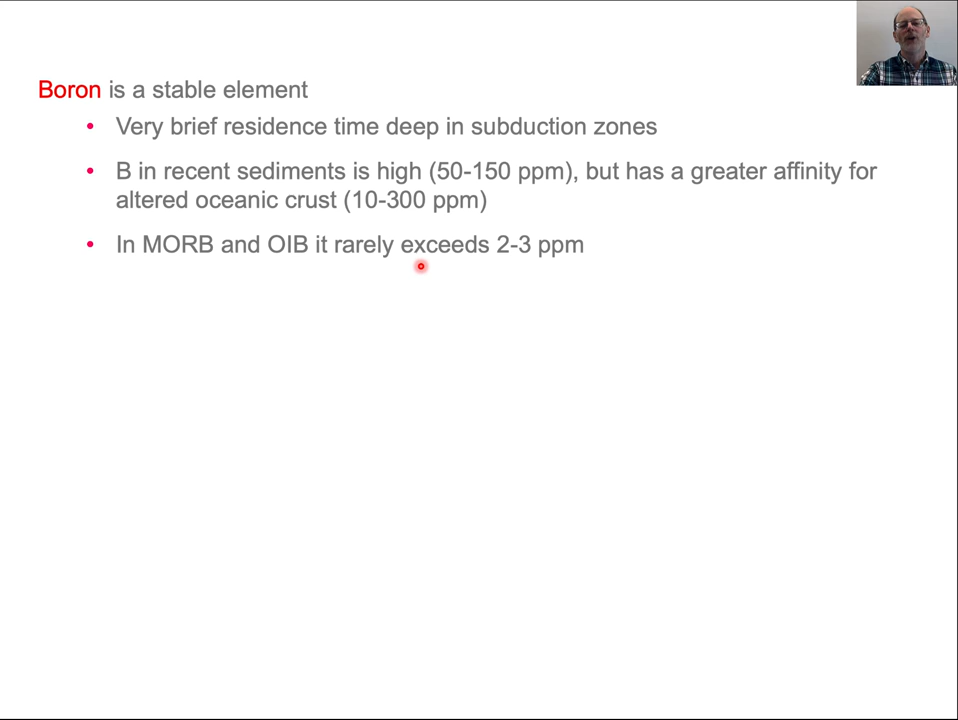 Boron is a stable element
• Very brief residence time deep in subduction zones
• B in recent sediments is high (50-150 ppm), but has a greater affinity for
altered oceanic crust (10-300 ppm)
• In MORB and OIB it rarely exceeds 2-3 ppm